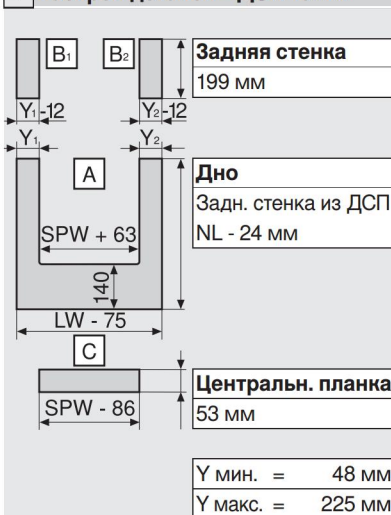 B₁ B₂ Задняя стенка
199 мм
Y₁-12 Y₂-12
Y₁ Y₂
A
Дно
Задн. стенка из ДСП
SPW + 63
NL - 24 мм
140
LW - 75
C
Центральн. планка
SPW - 86
53 мм
Y мин. = 48 мм
Y макс. = 225 мм